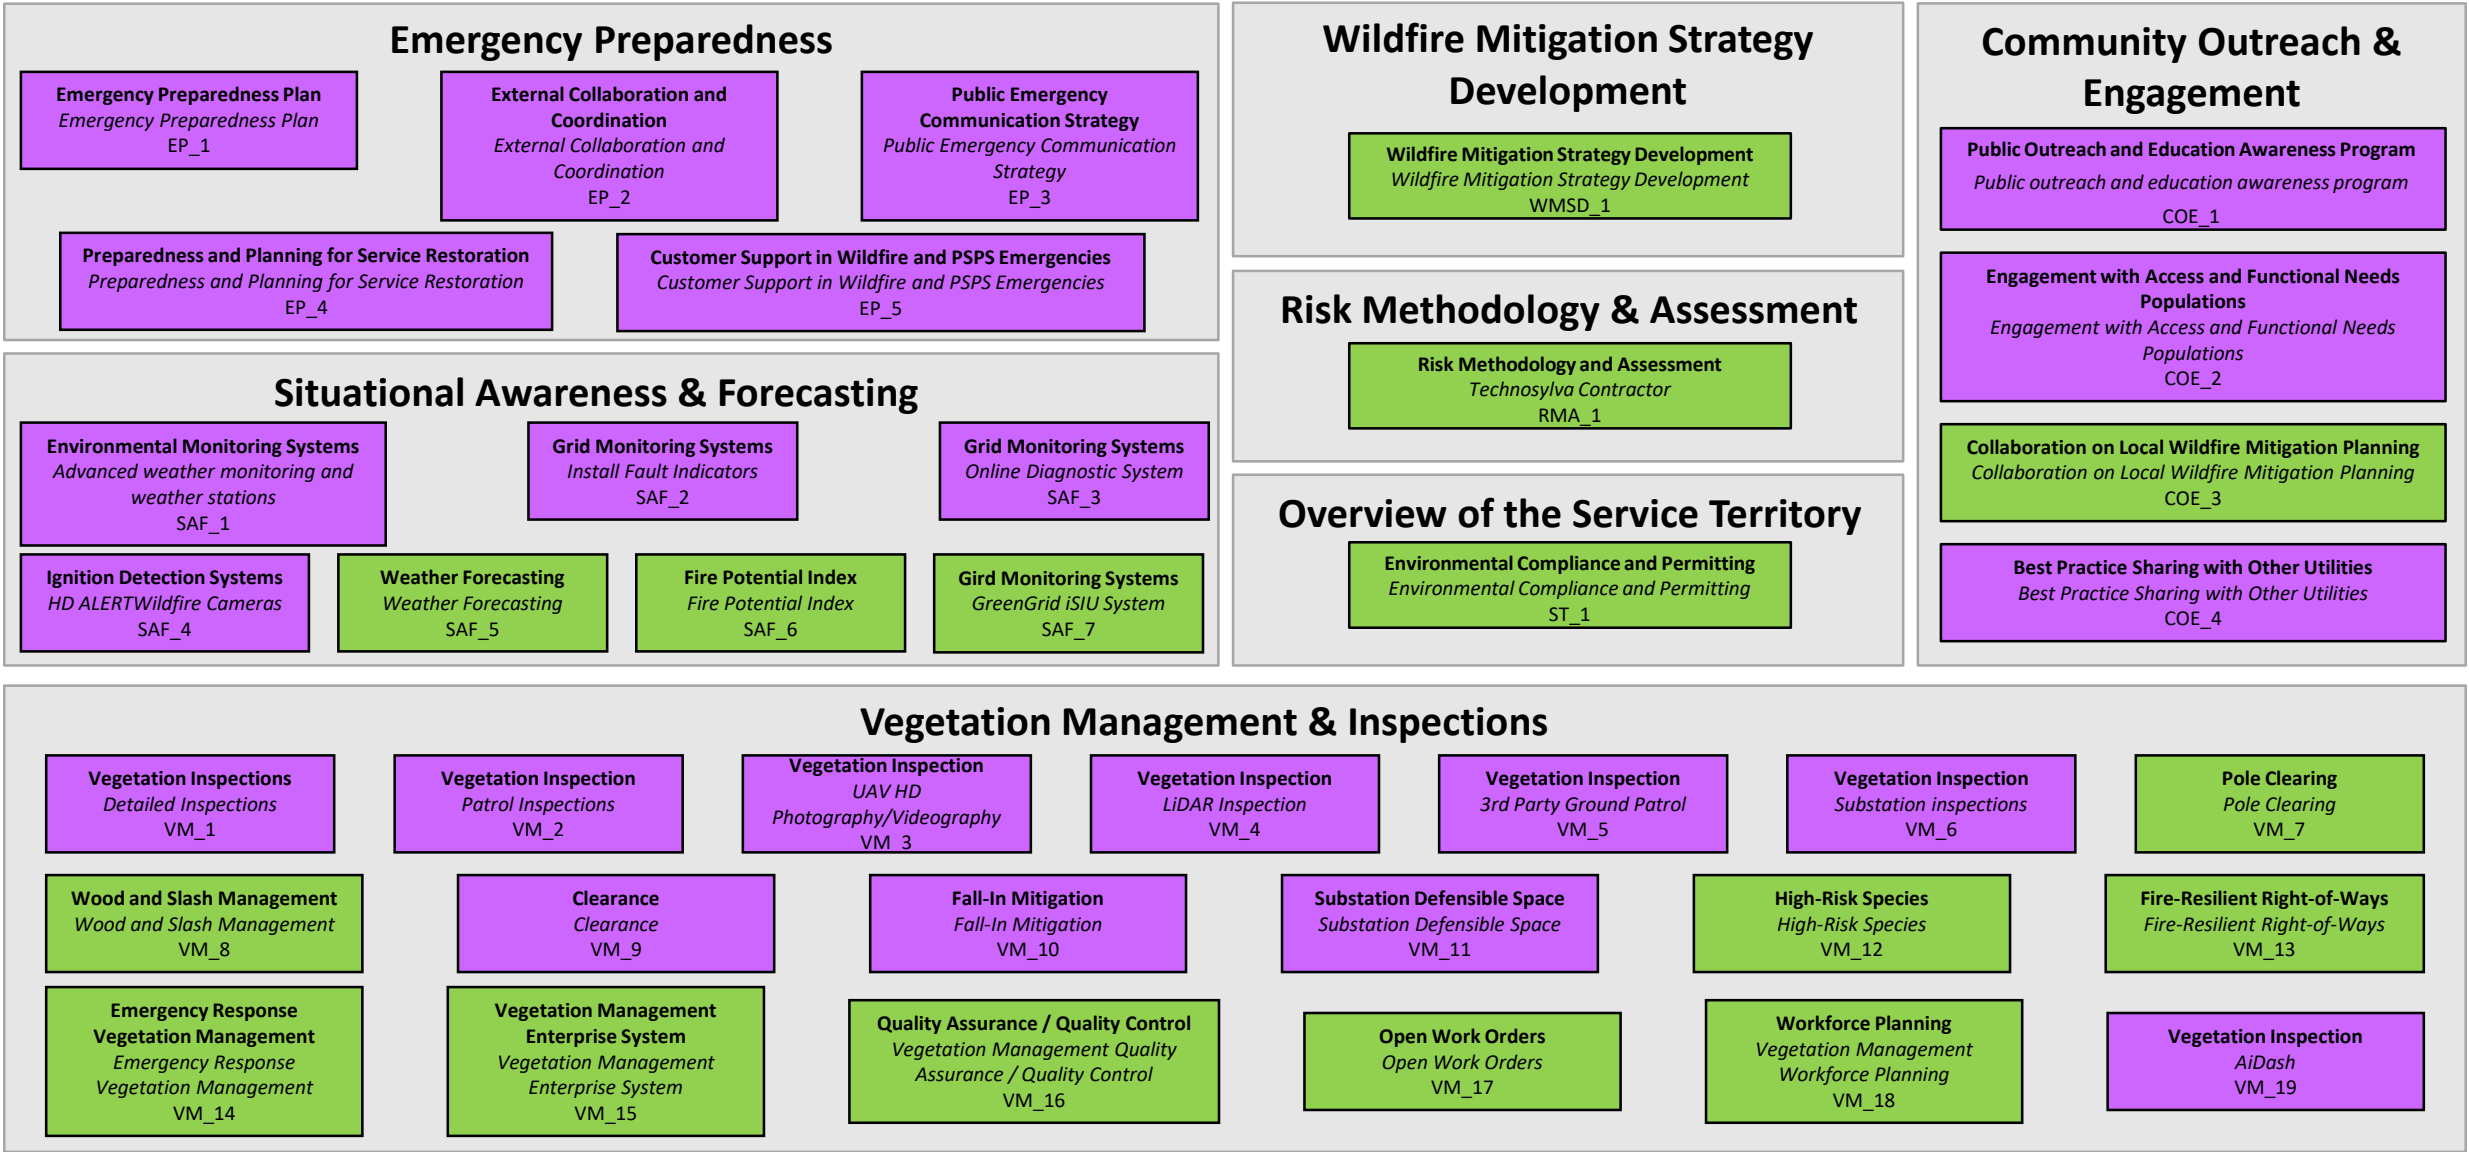 Emergency Preparedness
Emergency Preparedness Plan
Emergency Preparedness Plan
EP_1
External Collaboration and
Coordination
External Collaboration and
Coordination
EP_2
Public Emergency
Communication Strategy
Public Emergency Communication
Strategy
EP_3
Preparedness and Planning for Service Restoration
Preparedness and Planning for Service Restoration
EP_4
Customer Support in Wildfire and PSPS Emergencies
Customer Support in Wildfire and PSPS Emergencies
EP_5
Situational Awareness & Forecasting
Environmental Monitoring Systems
Advanced weather monitoring and
weather stations
SAF_1
Grid Monitoring Systems
Install Fault Indicators
SAF_2
Grid Monitoring Systems
Online Diagnostic System
SAF_3
Ignition Detection Systems
HD ALERTWildfire Cameras
SAF_4
Weather Forecasting
Weather Forecasting
SAF_5
Fire Potential Index
Fire Potential Index
SAF_6
Gird Monitoring Systems
GreenGrid iSIU System
SAF_7
Wildfire Mitigation Strategy
Development
Wildfire Mitigation Strategy Development
Wildfire Mitigation Strategy Development
WMSD_1
Risk Methodology & Assessment
Risk Methodology and Assessment
Technosylva Contractor
RMA_1
Overview of the Service Territory
Environmental Compliance and Permitting
Environmental Compliance and Permitting
ST_1
Community Outreach &
Engagement
Public Outreach and Education Awareness Program
Public outreach and education awareness program
COE_1
Engagement with Access and Functional Needs
Populations
Engagement with Access and Functional Needs
Populations
COE_2
Collaboration on Local Wildfire Mitigation Planning
Collaboration on Local Wildfire Mitigation Planning
COE_3
Best Practice Sharing with Other Utilities
Best Practice Sharing with Other Utilities
COE_4
Vegetation Management & Inspections
Vegetation Inspections
Detailed Inspections
VM_1
Vegetation Inspection
Patrol Inspections
VM_2
Vegetation Inspection
UAV HD
Photography/Videography
VM_3
Vegetation Inspection
LiDAR Inspection
VM_4
Vegetation Inspection
3rd Party Ground Patrol
VM_5
Vegetation Inspection
Substation inspections
VM_6
Pole Clearing
Pole Clearing
VM_7
Wood and Slash Management
Wood and Slash Management
VM_8
Clearance
Clearance
VM_9
Fall-In Mitigation
Fall-In Mitigation
VM_10
Substation Defensible Space
Substation Defensible Space
VM_11
High-Risk Species
High-Risk Species
VM_12
Fire-Resilient Right-of-Ways
Fire-Resilient Right-of-Ways
VM_13
Emergency Response
Vegetation Management
Emergency Response
Vegetation Management
VM_14
Vegetation Management
Enterprise System
Vegetation Management
Enterprise System
VM_15
Quality Assurance / Quality Control
Vegetation Management Quality
Assurance / Quality Control
VM_16
Open Work Orders
Open Work Orders
VM_17
Workforce Planning
Vegetation Management
Workforce Planning
VM_18
Vegetation Inspection
AiDash
VM_19